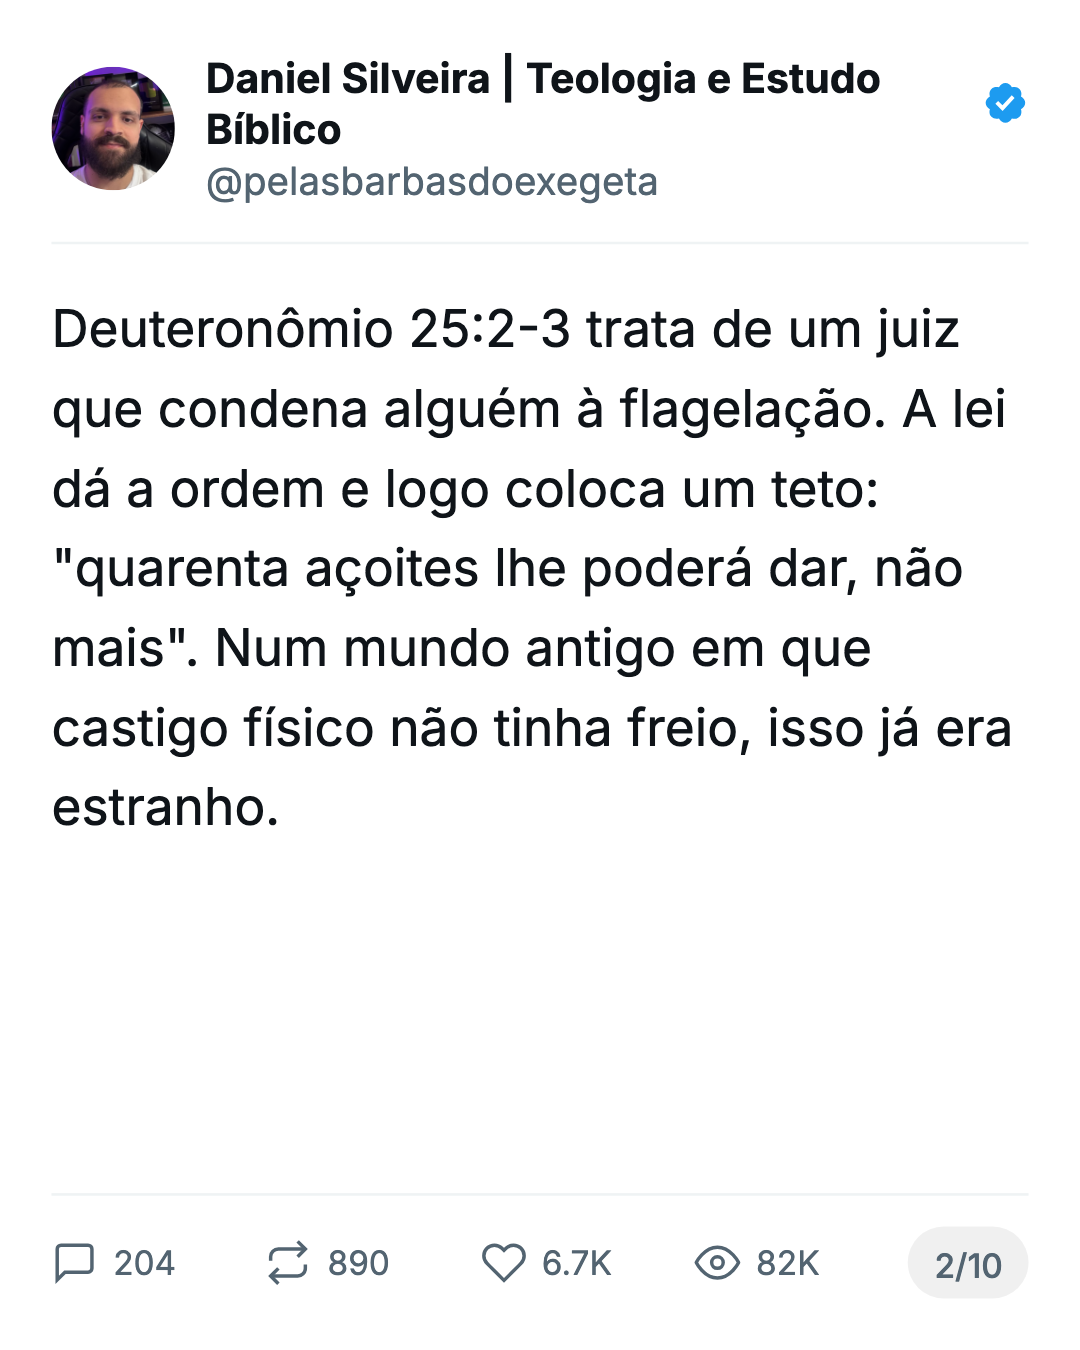 Daniel Silveira | Teologia e Estudo
Bíblico
@pelasbarbasdoexegeta
Deuteronômio 25:2-3 trata de um juiz
que condena alguém à flagelação. A lei
dá a ordem e logo coloca um teto:
"quarenta açoites lhe poderá dar, não
mais". Num mundo antigo em que
castigo físico não tinha freio, isso já era
estranho.
204 890 6.7K 82K 2/10